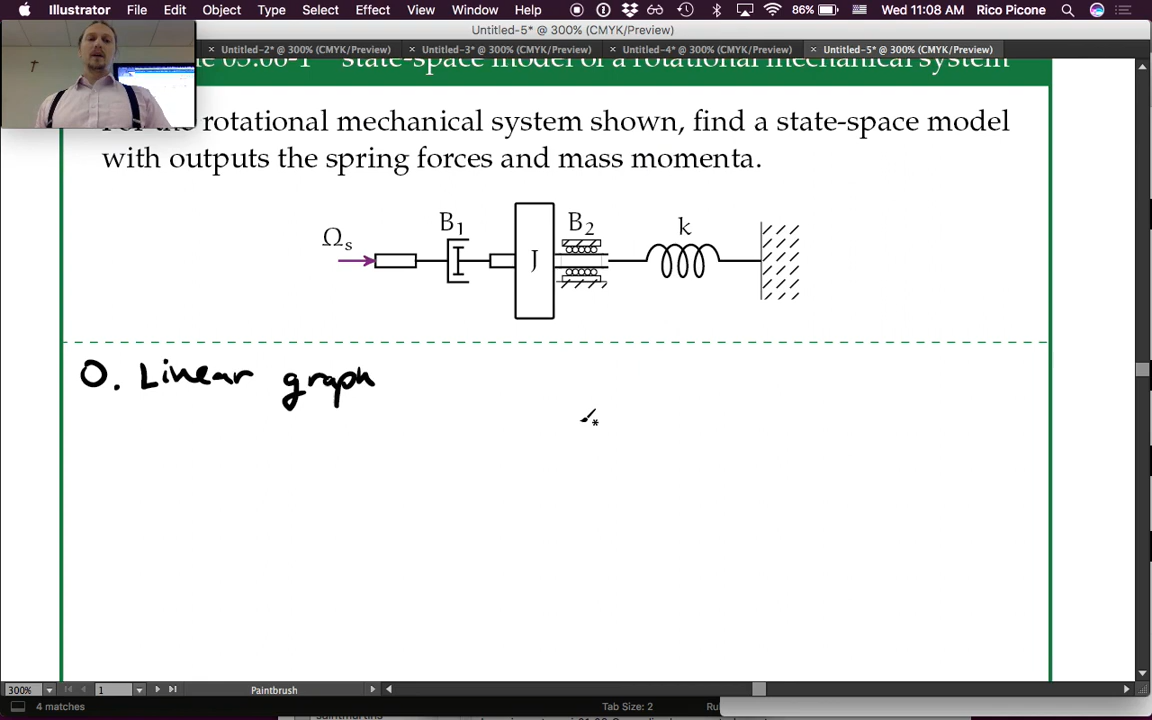 Illustrator File Edit Object Type Select Effect View Window Help 86% Wed 11:08 AM Rico Picone
Untitled-5* @ 300% (CMYK/Preview)
Untitled-2* @ 300% (CMYK/Preview) Untitled-3* @ 300% (CMYK/Preview) Untitled-4* @ 300% (CMYK/Preview) Untitled-5* @ 300% (CMYK/Preview)
state-space model of a rotational mechanical system
the rotational mechanical system shown, find a state-space model
with outputs the spring forces and mass momenta.
Ωs B1 J B2 k
0. Linear graph
300% 1 Paintbrush
4 matches Tab Size: 2